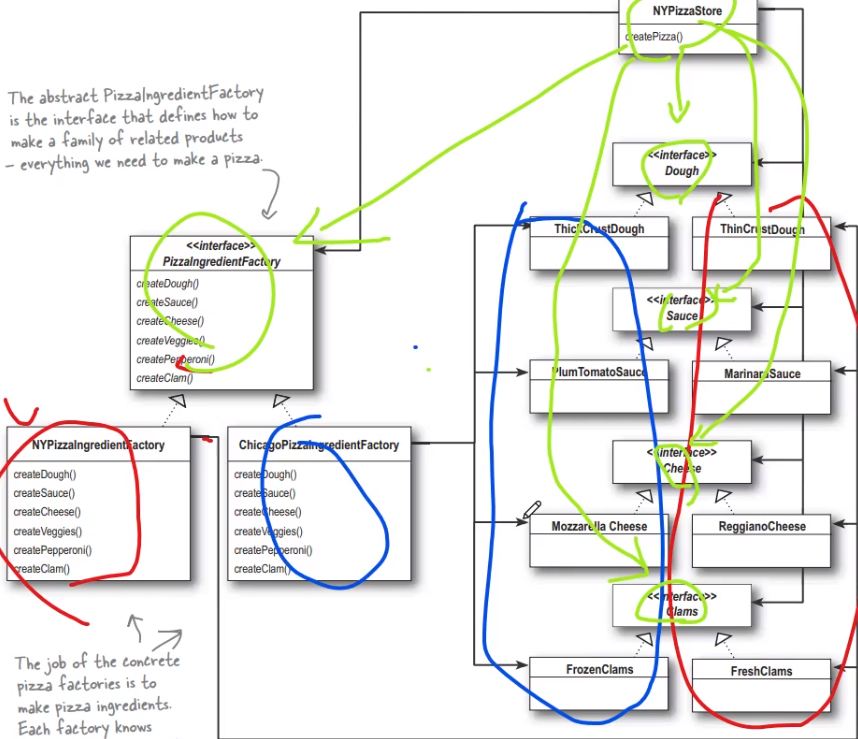 NYPizzaStore
createPizza()
The abstract PizzaIngredientFactory
is the interface that defines how to
make a family of related products
– everything we need to make a pizza.
<<interface>>
Dough
ThickCrustDough
ThinCrustDough
<<interface>>
PizzaIngredientFactory
createDough()
createSauce()
createCheese()
createVeggies()
createPepperoni()
createClam()
<<interface>>
Sauce
PlumTomatoSauce
MarinaraSauce
NYPizzaIngredientFactory
createDough()
createSauce()
createCheese()
createVeggies()
createPepperoni()
createClam()
ChicagoPizzaIngredientFactory
createDough()
createSauce()
createCheese()
createVeggies()
createPepperoni()
createClam()
<<interface>>
Cheese
Mozzarella Cheese
ReggianoCheese
<<interface>>
Clams
FrozenClams
FreshClams
The job of the concrete
pizza factories is to
make pizza ingredients.
Each factory knows